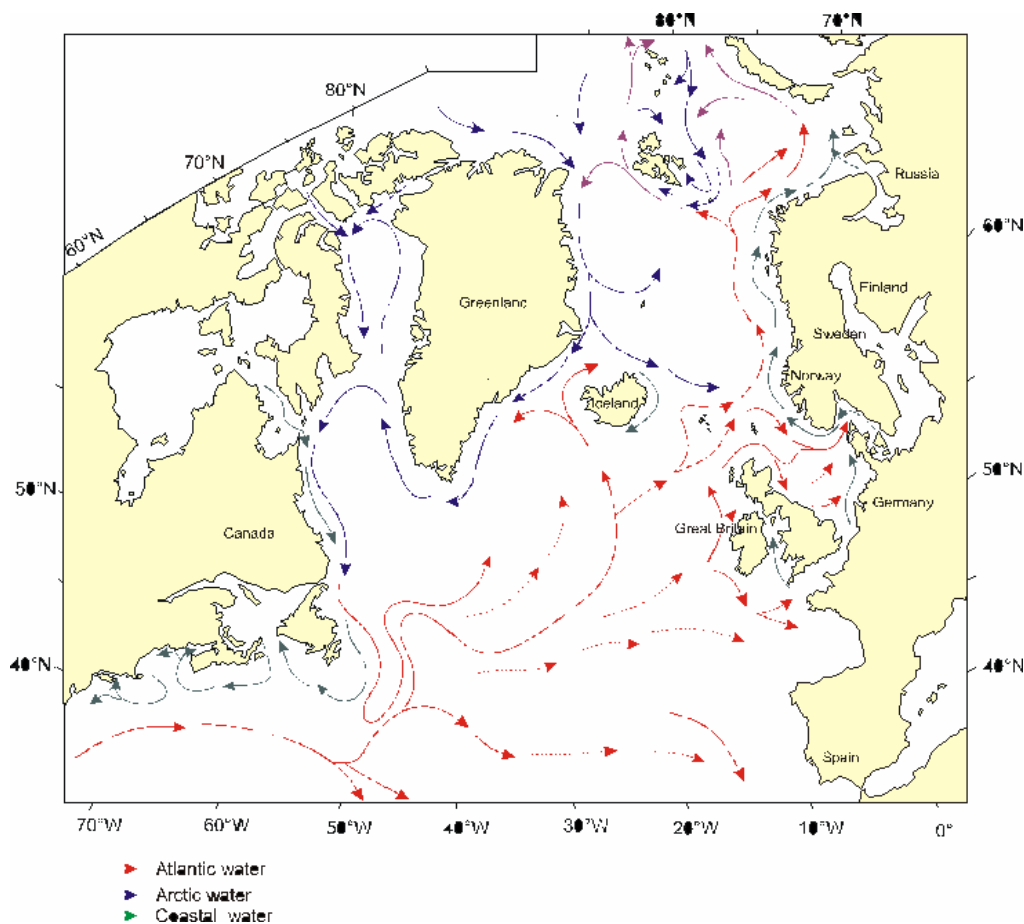 80°N 70°N
80°N
70°N
Russia
60°N
60°N
Finland
Greenland
Sweden
Norway
Iceland
50°N
50°N
Germany
Great Britain
Canada
40°N
40°N
Spain
70°W 60°W 50°W 40°W 30°W 20°W 10°W 0°
Atlantic water
Arctic water
Coastal water